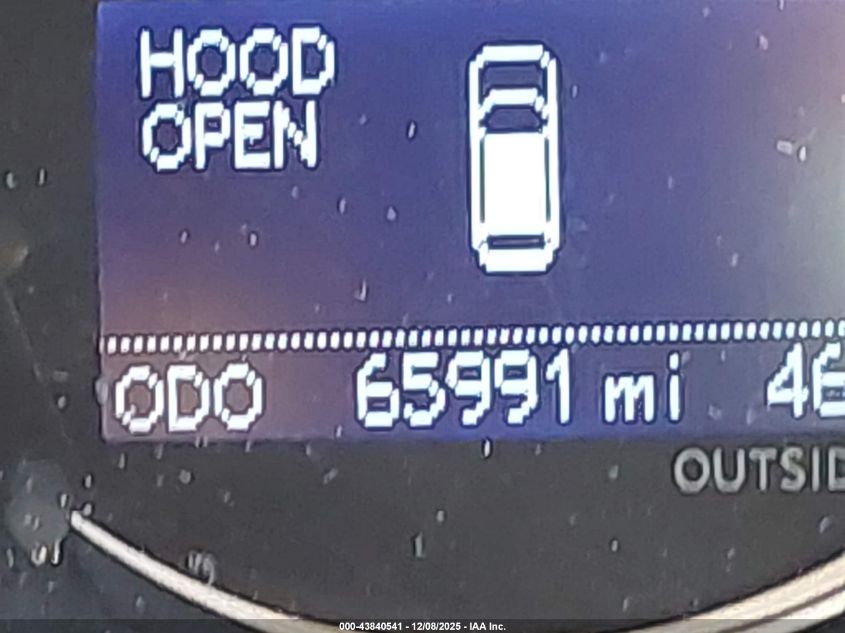 HOOD
OPEN
ODO 65991 mi 46
OUTSID
000-43840541 - 12/08/2025 - IAA Inc.